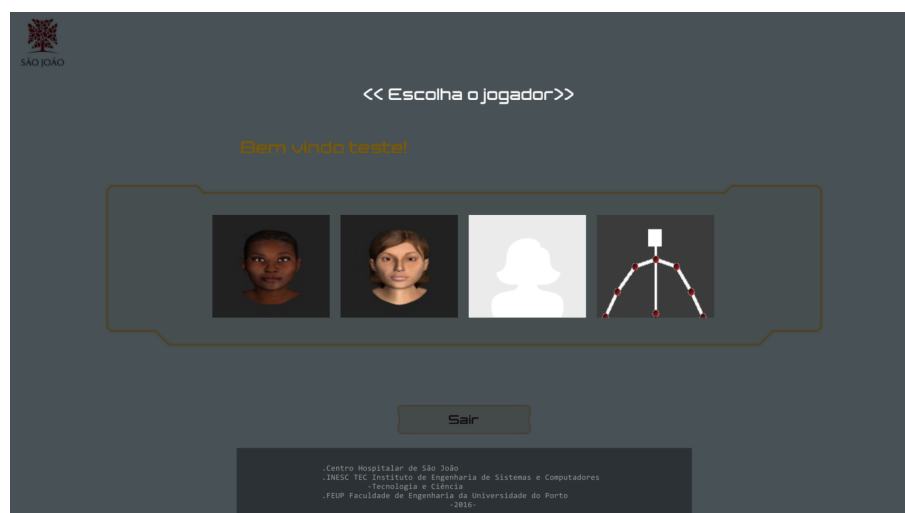 SÃO JOÃO
<< Escolha o jogador>>
Bem vindo teste!
Sair
.Centro Hospitalar de São João
.INESC TEC Instituto de Engenharia de Sistemas e Computadores
-Tecnologia e Ciência
.FEUP Faculdade de Engenharia da Universidade do Porto
-2016-